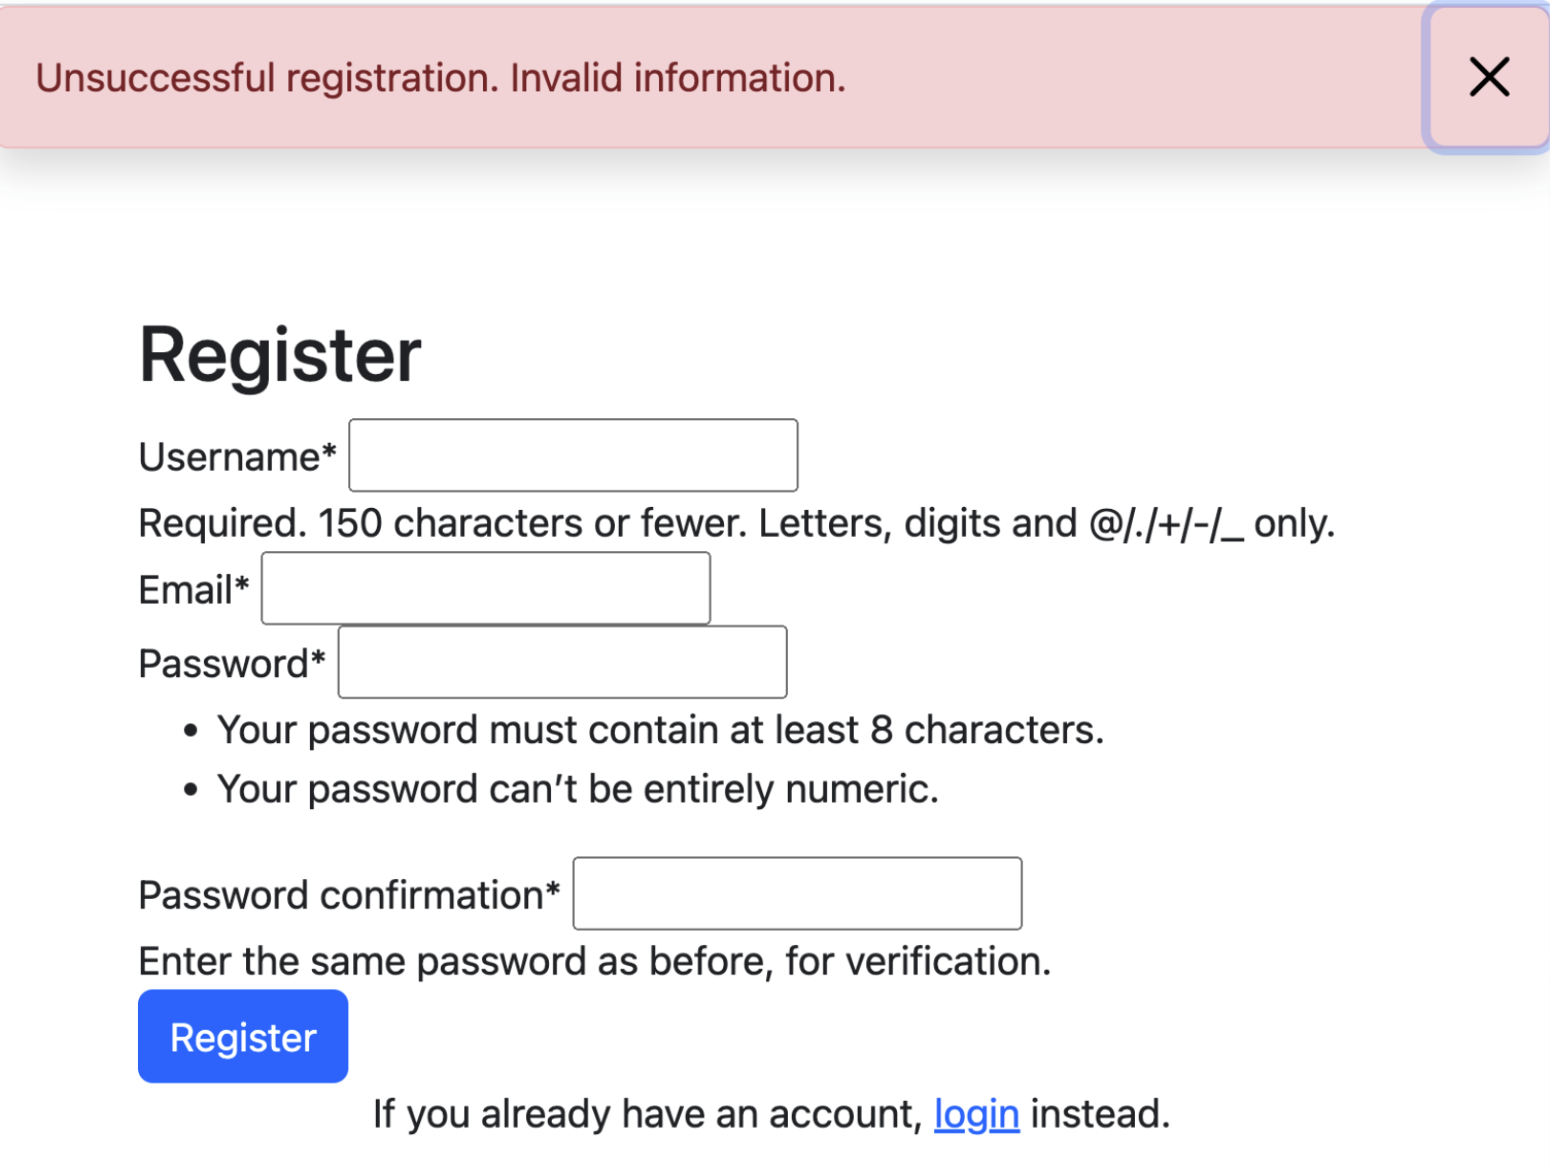 Unsuccessful registration. Invalid information.
Register
Username*
Required. 150 characters or fewer. Letters, digits and @/./+/-/_ only.
Email*
Password*
• Your password must contain at least 8 characters.
• Your password can’t be entirely numeric.
Password confirmation*
Enter the same password as before, for verification.
Register
If you already have an account, login instead.